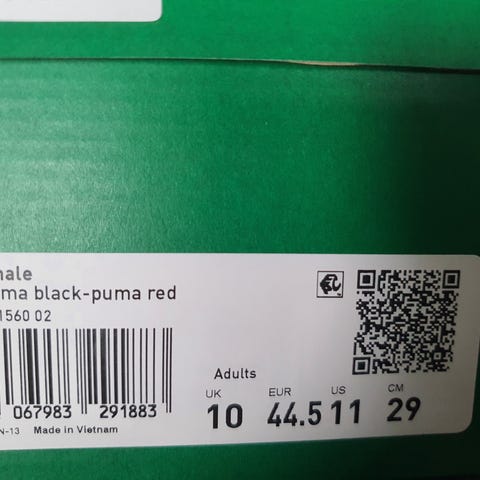 male
ma black-puma red
1560 02
067983 291883
N-13 Made in Vietnam
Adults
UK EUR US CM
10 44.5 11 29